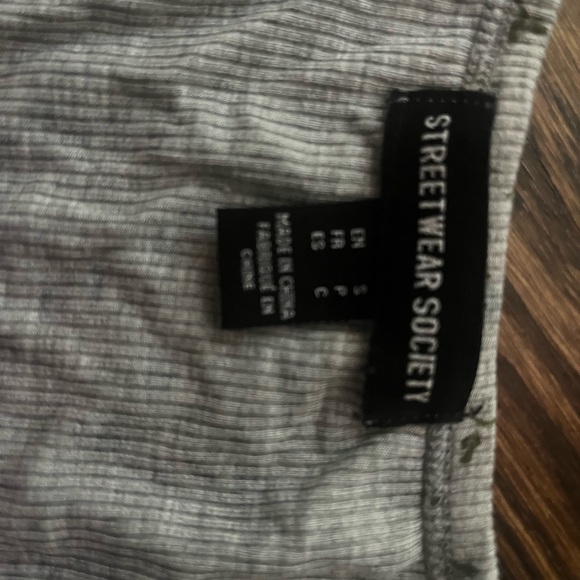 STREETWEAR SOCIETY
EN S
FR P
ES C
MADE IN CHINA
FABRIQUÉ EN
CHINE